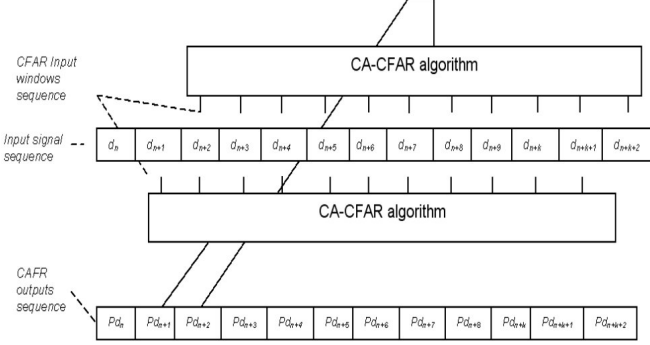 CFAR Input
windows
sequence
CA-CFAR algorithm
Input signal
sequence
dn dn+1 dn+2 dn+3 dn+4 dn+5 dn+6 dn+7 dn+8 dn+9 dn+k dn+k+1 dn+k+2
CA-CFAR algorithm
CAFR
outputs
sequence
Pdn Pdn+1 Pdn+2 Pdn+3 Pdn+4 Pdn+5 Pdn+6 Pdn+7 Pdn+8 Pdn+k Pdn+k+1 Pdn+k+2